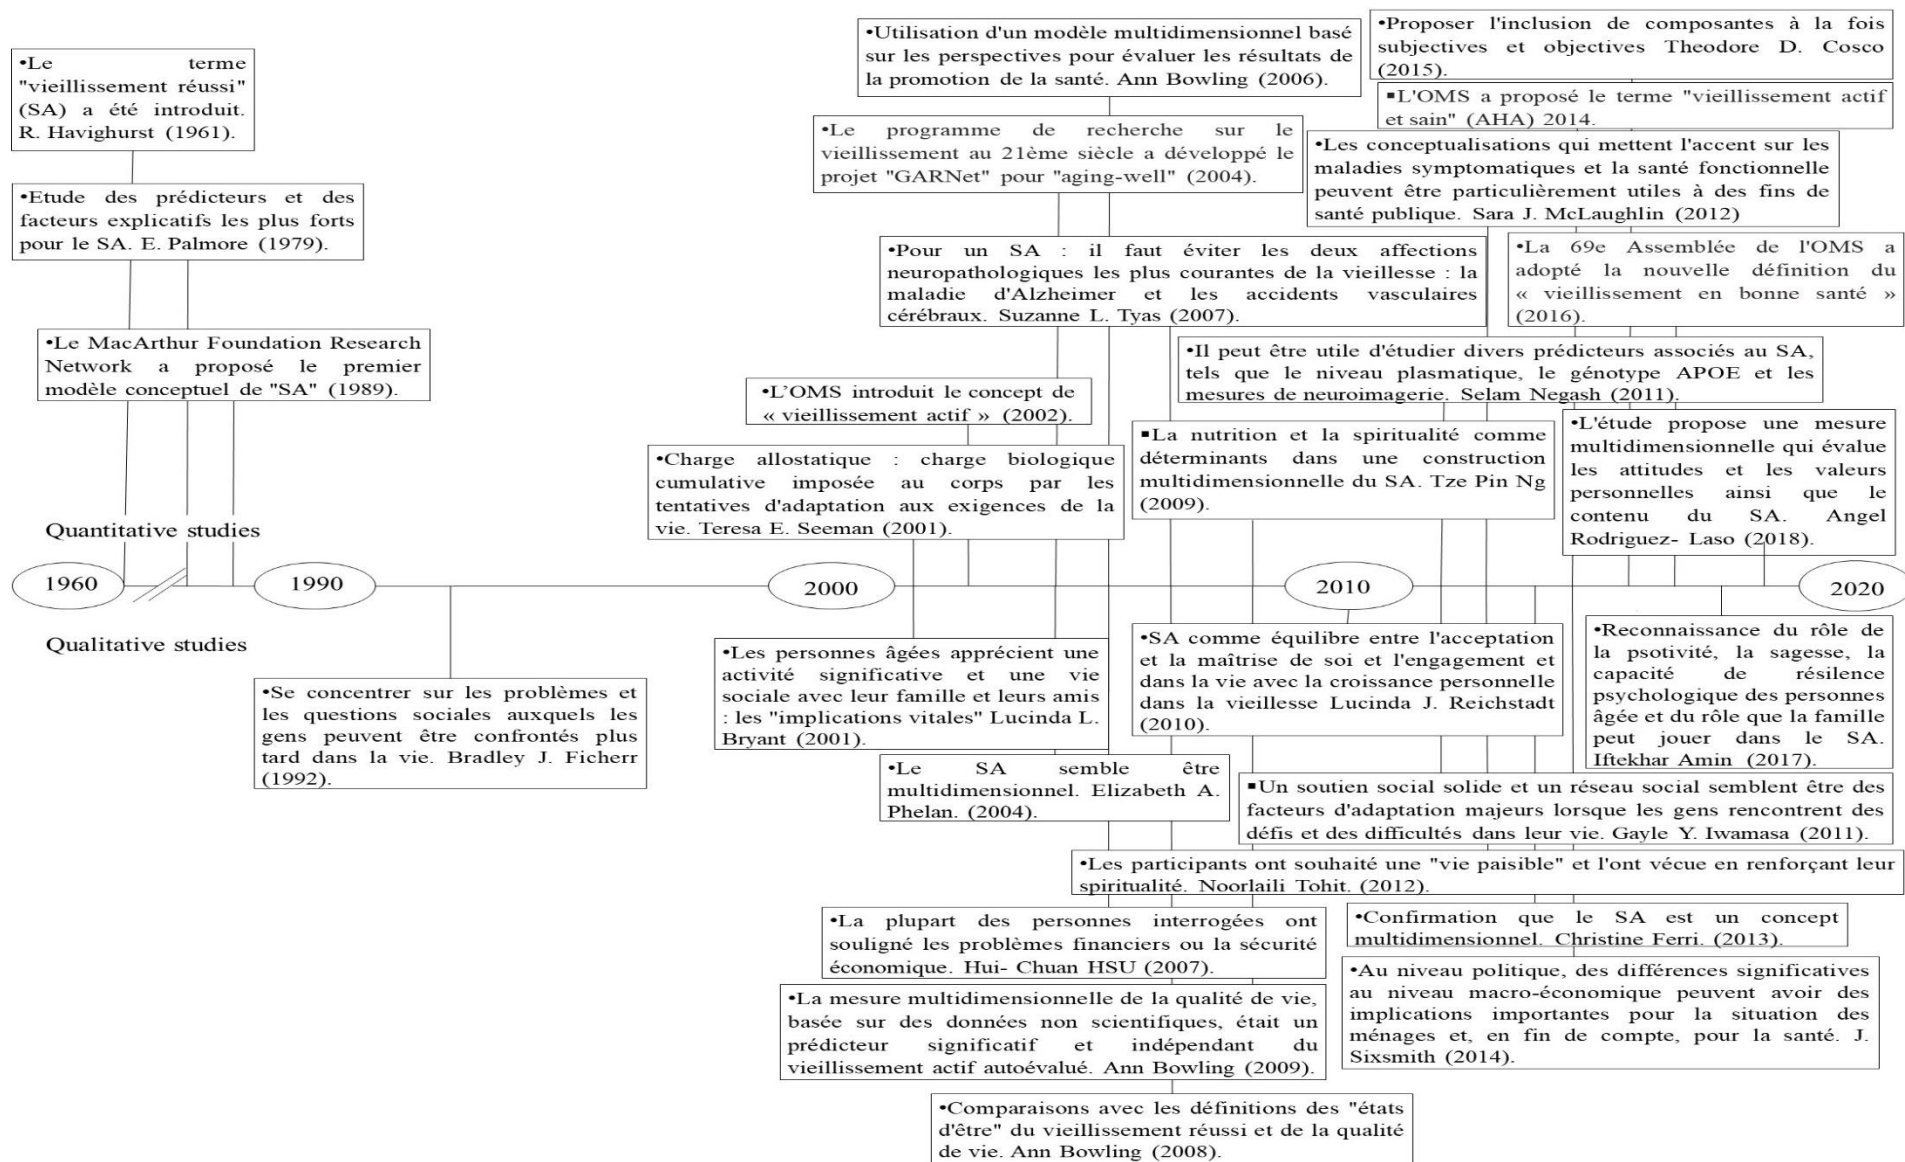 •Le terme
"vieillissement réussi"
(SA) a été introduit.
R. Havighurst (1961).
•Etude des prédicteurs et des
facteurs explicatifs les plus forts
pour le SA. E. Palmore (1979).
•Le MacArthur Foundation Research
Network a proposé le premier
modèle conceptuel de "SA" (1989).
•Utilisation d'un modèle multidimensionnel basé
sur les perspectives pour évaluer les résultats de
la promotion de la santé. Ann Bowling (2006).
•Le programme de recherche sur le
vieillissement au 21ème siècle a développé le
projet "GARNet" pour "aging-well" (2004).
•Pour un SA : il faut éviter les deux affections
neuropathologiques les plus courantes de la vieillesse : la
maladie d'Alzheimer et les accidents vasculaires
cérébraux. Suzanne L. Tyas (2007).
•L'OMS introduit le concept de
« vieillissement actif » (2002).
•Charge allostatique : charge biologique
cumulative imposée au corps par les
tentatives d'adaptation aux exigences de la
vie. Teresa E. Seeman (2001).
•Proposer l'inclusion de composantes à la fois
subjectives et objectives Theodore D. Cosco
(2015).
▪L'OMS a proposé le terme "vieillissement actif
et sain" (AHA) 2014.
•Les conceptualisations qui mettent l'accent sur les
maladies symptomatiques et la santé fonctionnelle
peuvent être particulièrement utiles à des fins de
santé publique. Sara J. McLaughlin (2012)
•La 69e Assemblée de l'OMS a
adopté la nouvelle définition du
« vieillissement en bonne santé »
(2016).
•Il peut être utile d'étudier divers prédicteurs associés au SA,
tels que le niveau plasmatique, le génotype APOE et les
mesures de neuroimagerie. Selam Negash (2011).
▪La nutrition et la spiritualité comme
déterminants dans une construction
multidimensionnelle du SA. Tze Pin Ng
(2009).
•L'étude propose une mesure
multidimensionnelle qui évalue
les attitudes et les valeurs
personnelles ainsi que le
contenu du SA. Angel
Rodriguez- Laso (2018).
Quantitative studies
1960
1990
2000
2010
2020
Qualitative studies
•Se concentrer sur les problèmes et
les questions sociales auxquels les
gens peuvent être confrontés plus
tard dans la vie. Bradley J. Ficherr
(1992).
•Les personnes âgées apprécient une
activité significative et une vie
sociale avec leur famille et leurs amis
: les "implications vitales" Lucinda L.
Bryant (2001).
•Le SA semble être
multidimensionnel. Elizabeth A.
Phelan. (2004).
•SA comme équilibre entre l'acceptation
et la maîtrise de soi et l'engagement et
dans la vie avec la croissance personnelle
dans la vieillesse Lucinda J. Reichstadt
(2010).
•Reconnaissance du rôle de
la psotivité, la sagesse, la
capacité de résilence
psychologique des personnes
âgée et du rôle que la famille
peut jouer dans le SA.
Iftekhar Amin (2017).
▪Un soutien social solide et un réseau social semblent être des
facteurs d'adaptation majeurs lorsque les gens rencontrent des
défis et des difficultés dans leur vie. Gayle Y. Iwamasa (2011).
•Les participants ont souhaité une "vie paisible" et l'ont vécue en renforçant leur
spiritualité. Noorlaili Tohit. (2012).
•La plupart des personnes interrogées ont
souligné les problèmes financiers ou la sécurité
économique. Hui- Chuan HSU (2007).
•Confirmation que le SA est un concept
multidimensionnel. Christine Ferri. (2013).
•La mesure multidimensionnelle de la qualité de vie,
basée sur des données non scientifiques, était un
prédicteur significatif et indépendant du
vieillissement actif autoévalué. Ann Bowling (2009).
•Au niveau politique, des différences significatives
au niveau macro-économique peuvent avoir des
implications importantes pour la situation des
ménages et, en fin de compte, pour la santé. J.
Sixsmith (2014).
•Comparaisons avec les définitions des "états
d'être" du vieillissement réussi et de la qualité
de vie. Ann Bowling (2008).